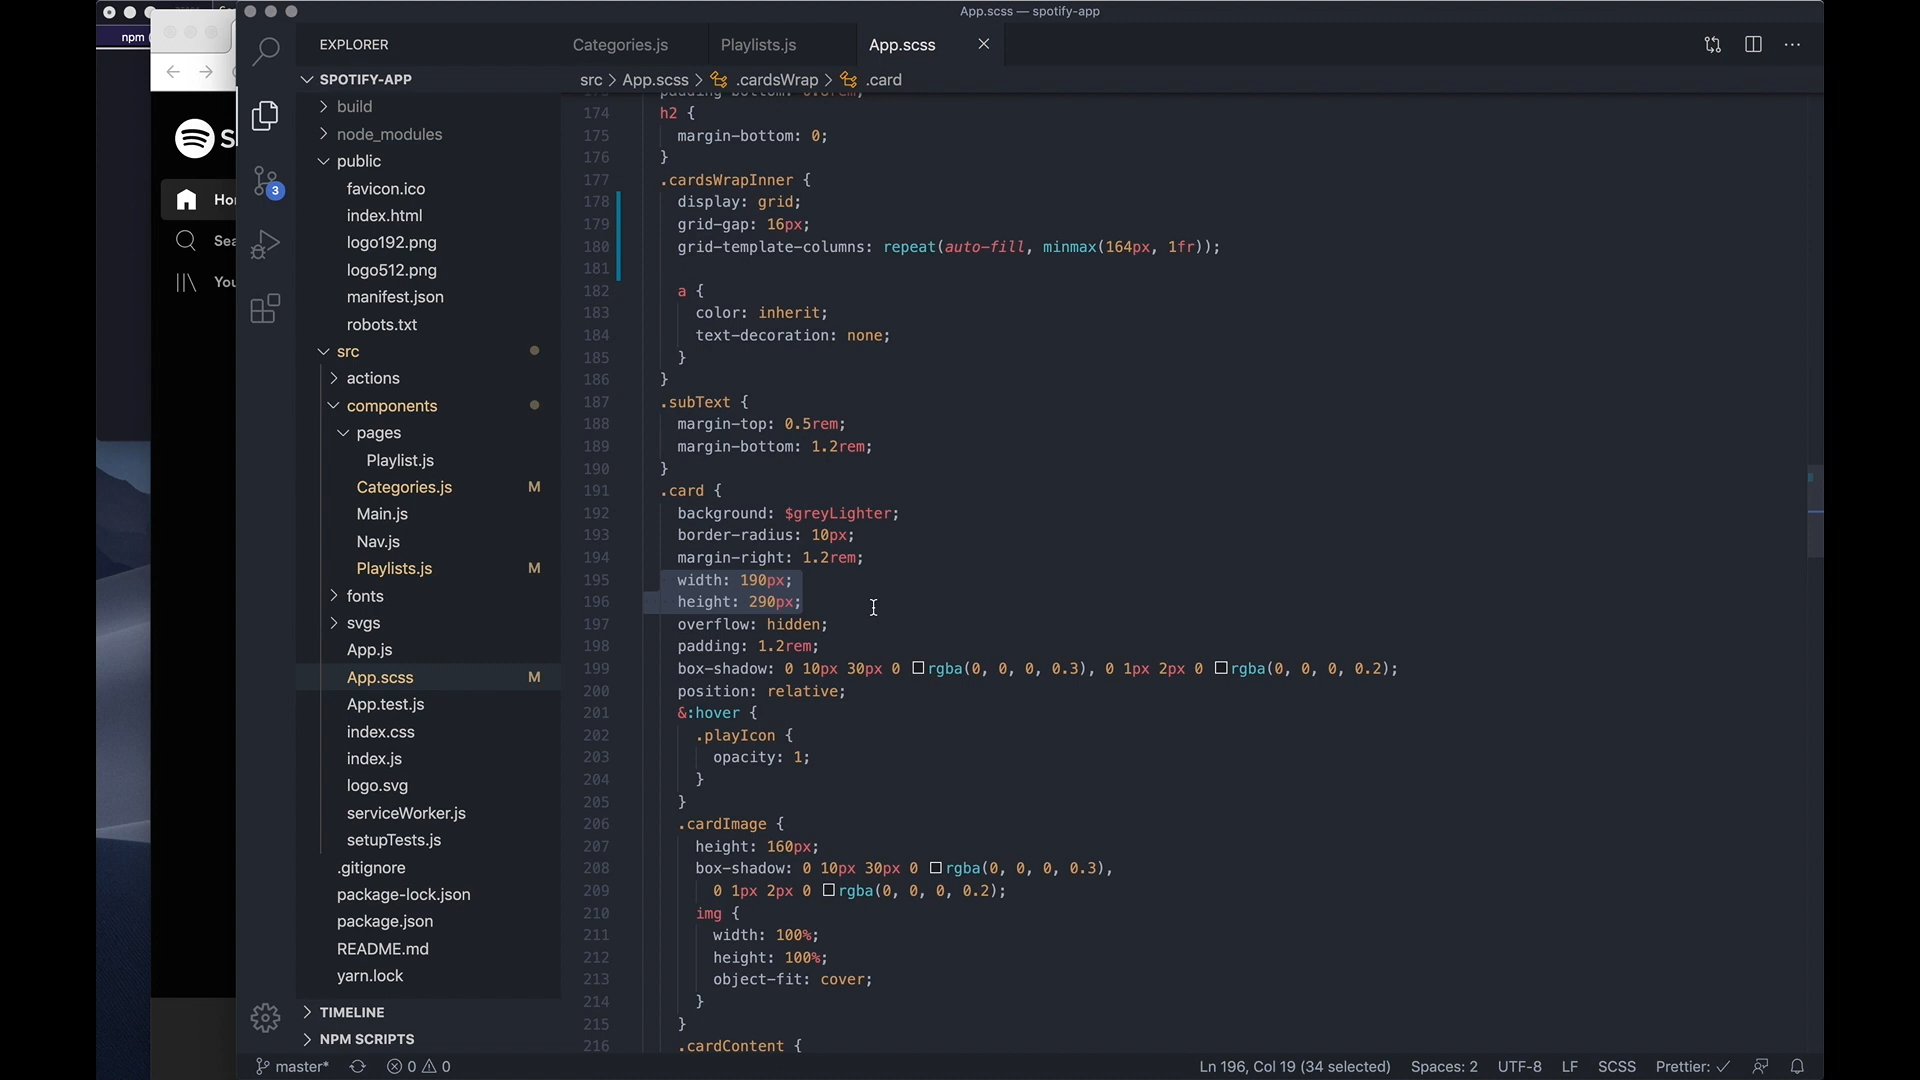 App.scss — spotify-app
npm
EXPLORER
Categories.js
Playlists.js
App.scss
SPOTIFY-APP
src > App.scss > .cardsWrap > .card
build
node_modules
public
favicon.ico
index.html
logo192.png
logo512.png
manifest.json
robots.txt
src
actions
components
pages
Playlist.js
Categories.js M
Main.js
Nav.js
Playlists.js M
fonts
svgs
App.js
App.scss M
App.test.js
index.css
index.js
logo.svg
serviceWorker.js
setupTests.js
.gitignore
package-lock.json
package.json
README.md
yarn.lock
TIMELINE
NPM SCRIPTS
3
174 h2 {
175 margin-bottom: 0;
176 }
177 .cardsWrapInner {
178 display: grid;
179 grid-gap: 16px;
180 grid-template-columns: repeat(auto-fill, minmax(164px, 1fr));
181
182 a {
183 color: inherit;
184 text-decoration: none;
185 }
186 }
187 .subText {
188 margin-top: 0.5rem;
189 margin-bottom: 1.2rem;
190 }
191 .card {
192 background: $greyLighter;
193 border-radius: 10px;
194 margin-right: 1.2rem;
195 width: 190px;
196 height: 290px;
197 overflow: hidden;
198 padding: 1.2rem;
199 box-shadow: 0 10px 30px 0 rgba(0, 0, 0, 0.3), 0 1px 2px 0 rgba(0, 0, 0, 0.2);
200 position: relative;
201 &:hover {
202 .playIcon {
203 opacity: 1;
204 }
205 }
206 .cardImage {
207 height: 160px;
208 box-shadow: 0 10px 30px 0 rgba(0, 0, 0, 0.3),
209 0 1px 2px 0 rgba(0, 0, 0, 0.2);
210 img {
211 width: 100%;
212 height: 100%;
213 object-fit: cover;
214 }
215 }
216 .cardContent {
master* 0 0
Ln 196, Col 19 (34 selected) Spaces: 2 UTF-8 LF SCSS Prettier: ✓